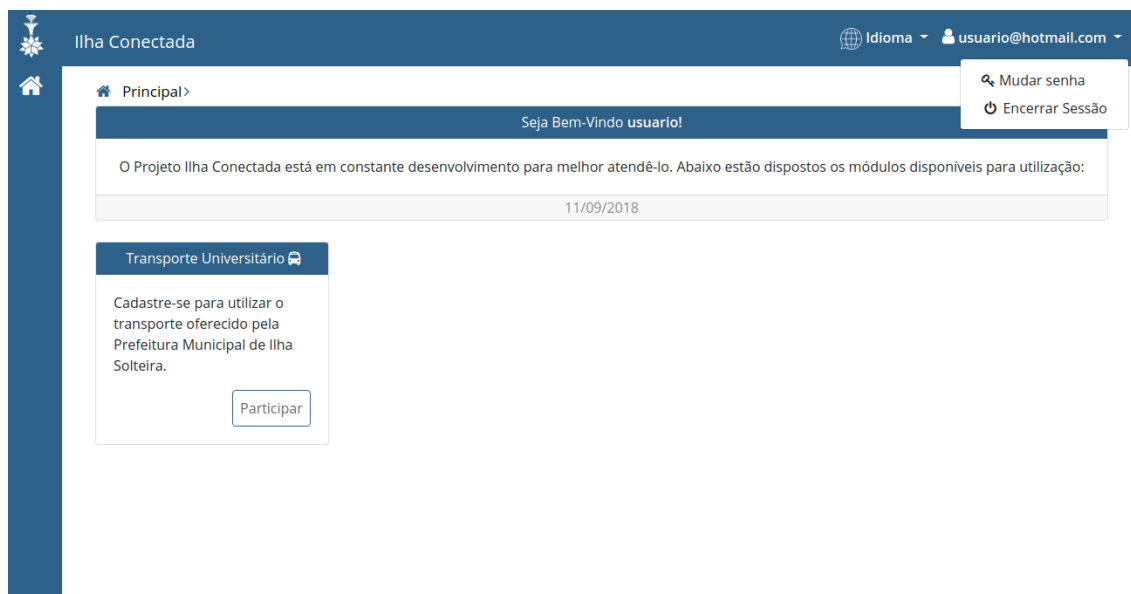 Ilha Conectada
Idioma
usuario@hotmail.com
Mudar senha
Encerrar Sessão
Principal>
Seja Bem-Vindo usuario!
O Projeto Ilha Conectada está em constante desenvolvimento para melhor atendê-lo. Abaixo estão dispostos os módulos disponíveis para utilização:
11/09/2018
Transporte Universitário
Cadastre-se para utilizar o
transporte oferecido pela
Prefeitura Municipal de Ilha
Solteira.
Participar